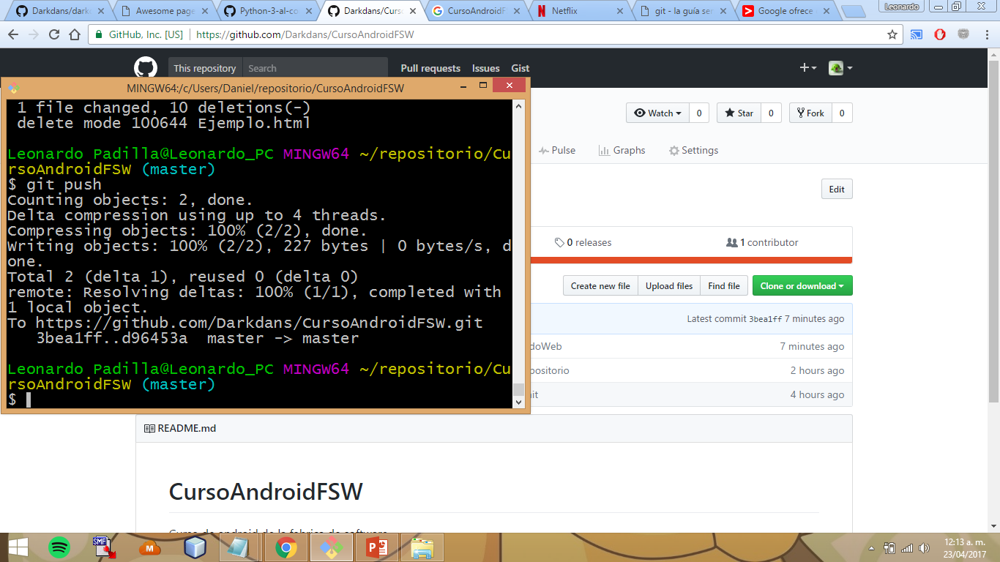 Darkdans/dark
Awesome page
Python-3-al-co
Darkdans/Curs
CursoAndroidF
Netflix
git - la guía sen
Google ofrece
Leonardo
GitHub, Inc. [US] https://github.com/Darkdans/CursoAndroidFSW
This repository Search Pull requests Issues Gist
MINGW64:/c/Users/Daniel/repositorio/CursoAndroidFSW
1 file changed, 10 deletions(-)
delete mode 100644 Ejemplo.html
Leonardo Padilla@Leonardo_PC MINGW64 ~/repositorio/Cu
rsoAndroidFSW (master)
$ git push
Counting objects: 2, done.
Delta compression using up to 4 threads.
Compressing objects: 100% (2/2), done.
Writing objects: 100% (2/2), 227 bytes | 0 bytes/s, d
one.
Total 2 (delta 1), reused 0 (delta 0)
remote: Resolving deltas: 100% (1/1), completed with
1 local object.
To https://github.com/Darkdans/CursoAndroidFSW.git
3bea1ff..d96453a master -> master
Leonardo Padilla@Leonardo_PC MINGW64 ~/repositorio/Cu
rsoAndroidFSW (master)
$
Watch 0 Star 0 Fork 0
Pulse Graphs Settings
Edit
0 releases 1 contributor
Create new file Upload files Find file Clone or download
Latest commit 3bea1ff 7 minutes ago
doWeb 7 minutes ago
positorio 2 hours ago
it 4 hours ago
README.md
CursoAndroidFSW
Curso de android de la fabrica de software
SMF
12:13 a. m.
23/04/2017